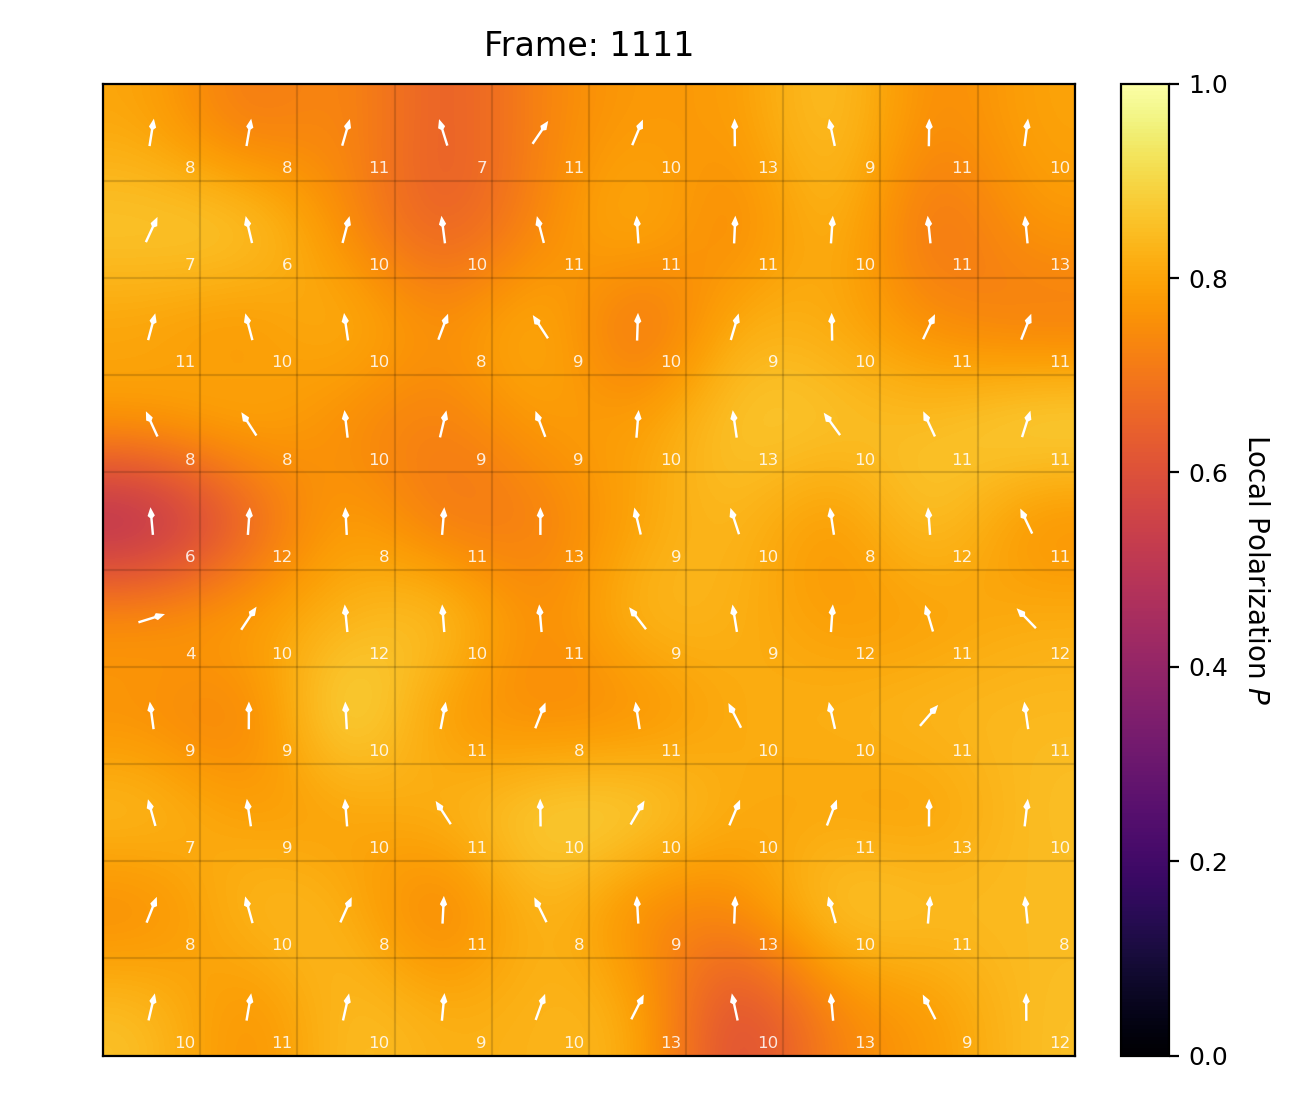 Frame: 1111
8 8 11 7 11 10 13 9 11 10
7 6 10 10 11 11 11 10 11 13
11 10 10 8 9 10 9 10 11 11
8 8 10 9 9 10 13 10 11 11
6 12 8 11 13 9 10 8 12 11
4 10 12 10 11 9 9 12 11 12
9 9 10 11 8 11 10 10 11 11
7 9 10 11 10 10 10 11 13 10
8 10 8 11 8 9 13 10 11 8
10 11 10 9 10 13 10 13 9 12
1.0
0.8
0.6
0.4
0.2
0.0
Local Polarization P